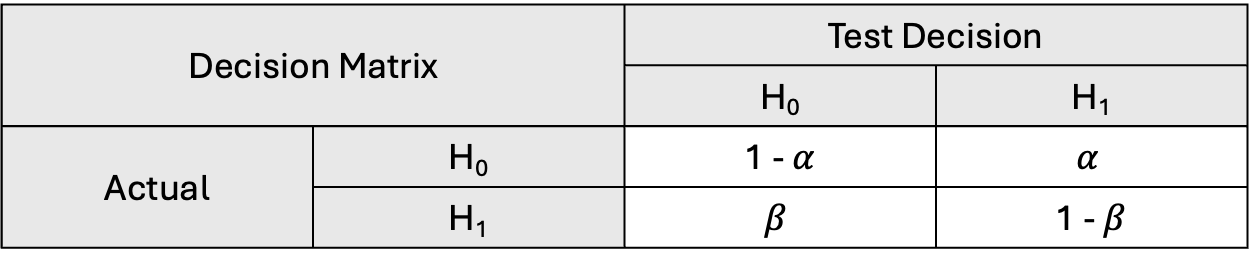 Decision Matrix
Test Decision
H₀
H₁
Actual
H₀
1 - α
α
H₁
β
1 - β